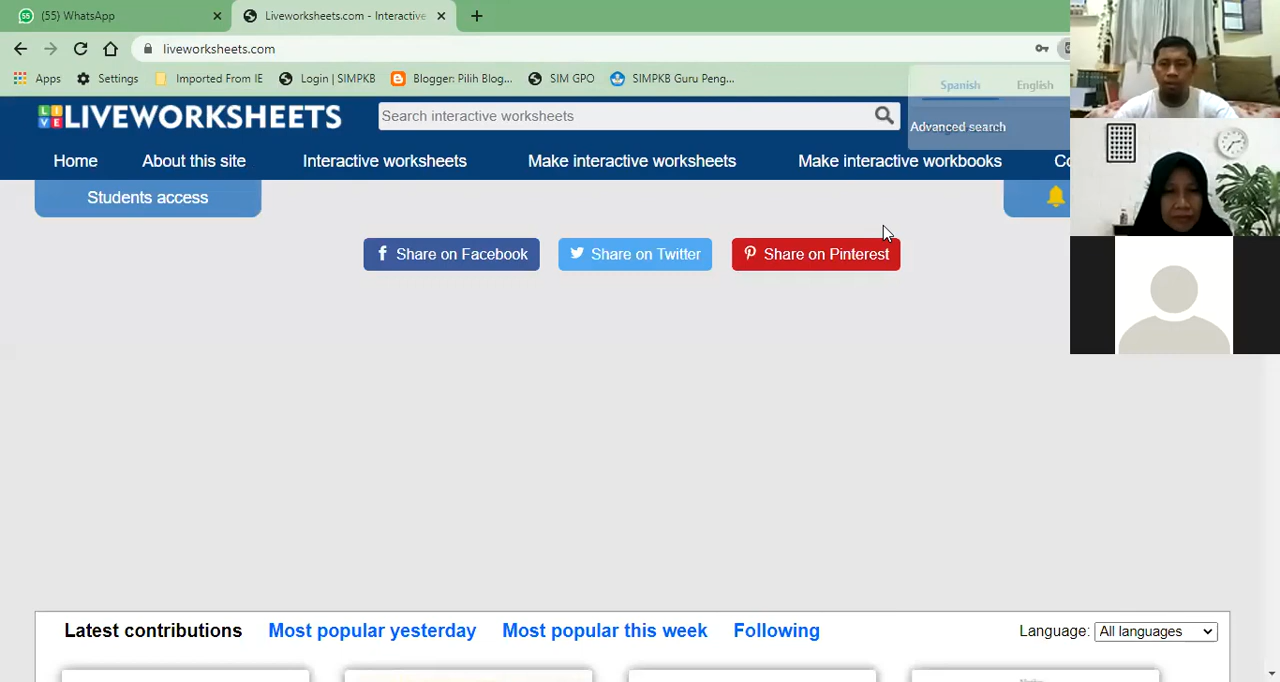 (55) WhatsApp
Liveworksheets.com - Interactive
liveworksheets.com
Apps
Settings
Imported From IE
Login | SIMPKB
Blogger: Pilih Blog...
SIM GPO
SIMPKB Guru Peng...
LIVEWORKSHEETS
Search interactive worksheets
Spanish
English
Advanced search
Home
About this site
Interactive worksheets
Make interactive worksheets
Make interactive workbooks
Co
Students access
Share on Facebook
Share on Twitter
Share on Pinterest
Latest contributions
Most popular yesterday
Most popular this week
Following
Language:
All languages